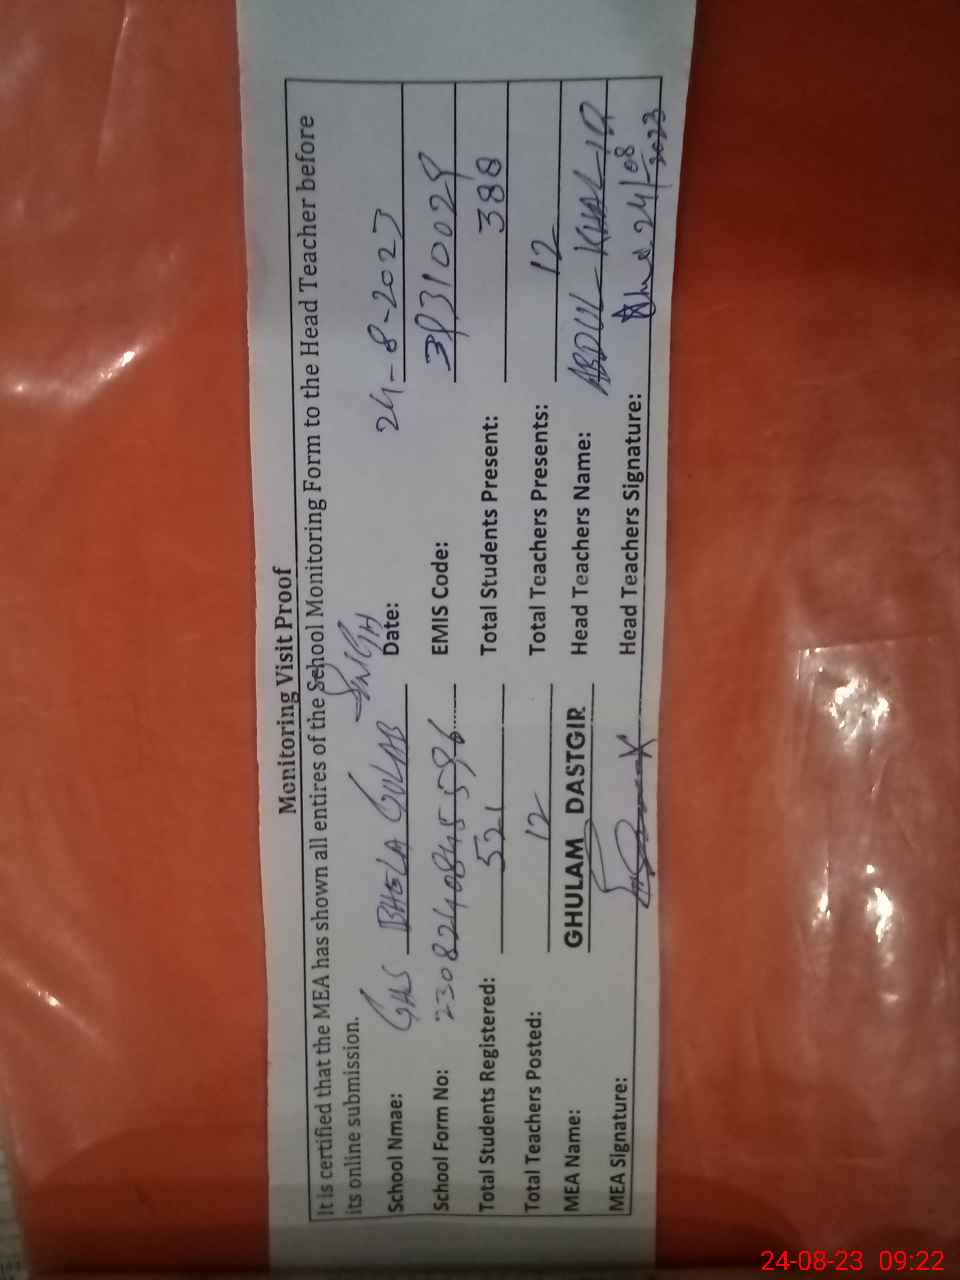 Monitoring Visit Proof
It is certified that the MEA has shown all entires of the School Monitoring Form to the Head Teacher before
its online submission.
School Nmae: GHS BHELA GULAB SINGH Date: 24-8-2023
School Form No: 23082408455596 EMIS Code: 39310029
Total Students Registered: 521 Total Students Present: 388
Total Teachers Posted: 12 Total Teachers Presents: 12
MEA Name: GHULAM DASTGIR Head Teachers Name: ABDUL KHALIQ
MEA Signature: Head Teachers Signature: 24/08/2023
24-08-23 09:22